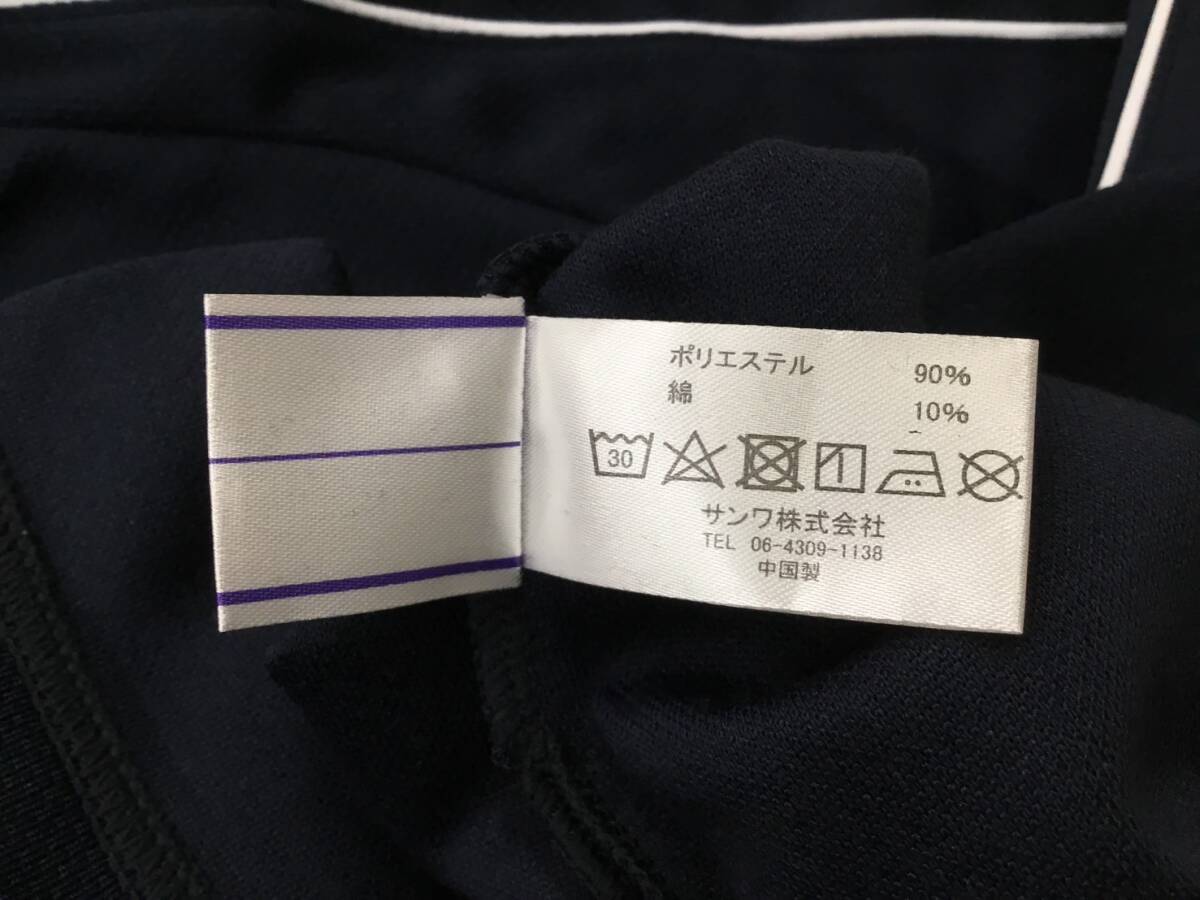 ポリエステル 90%
綿 10%
30
サンワ株式会社
TEL 06-4309-1138
中国製